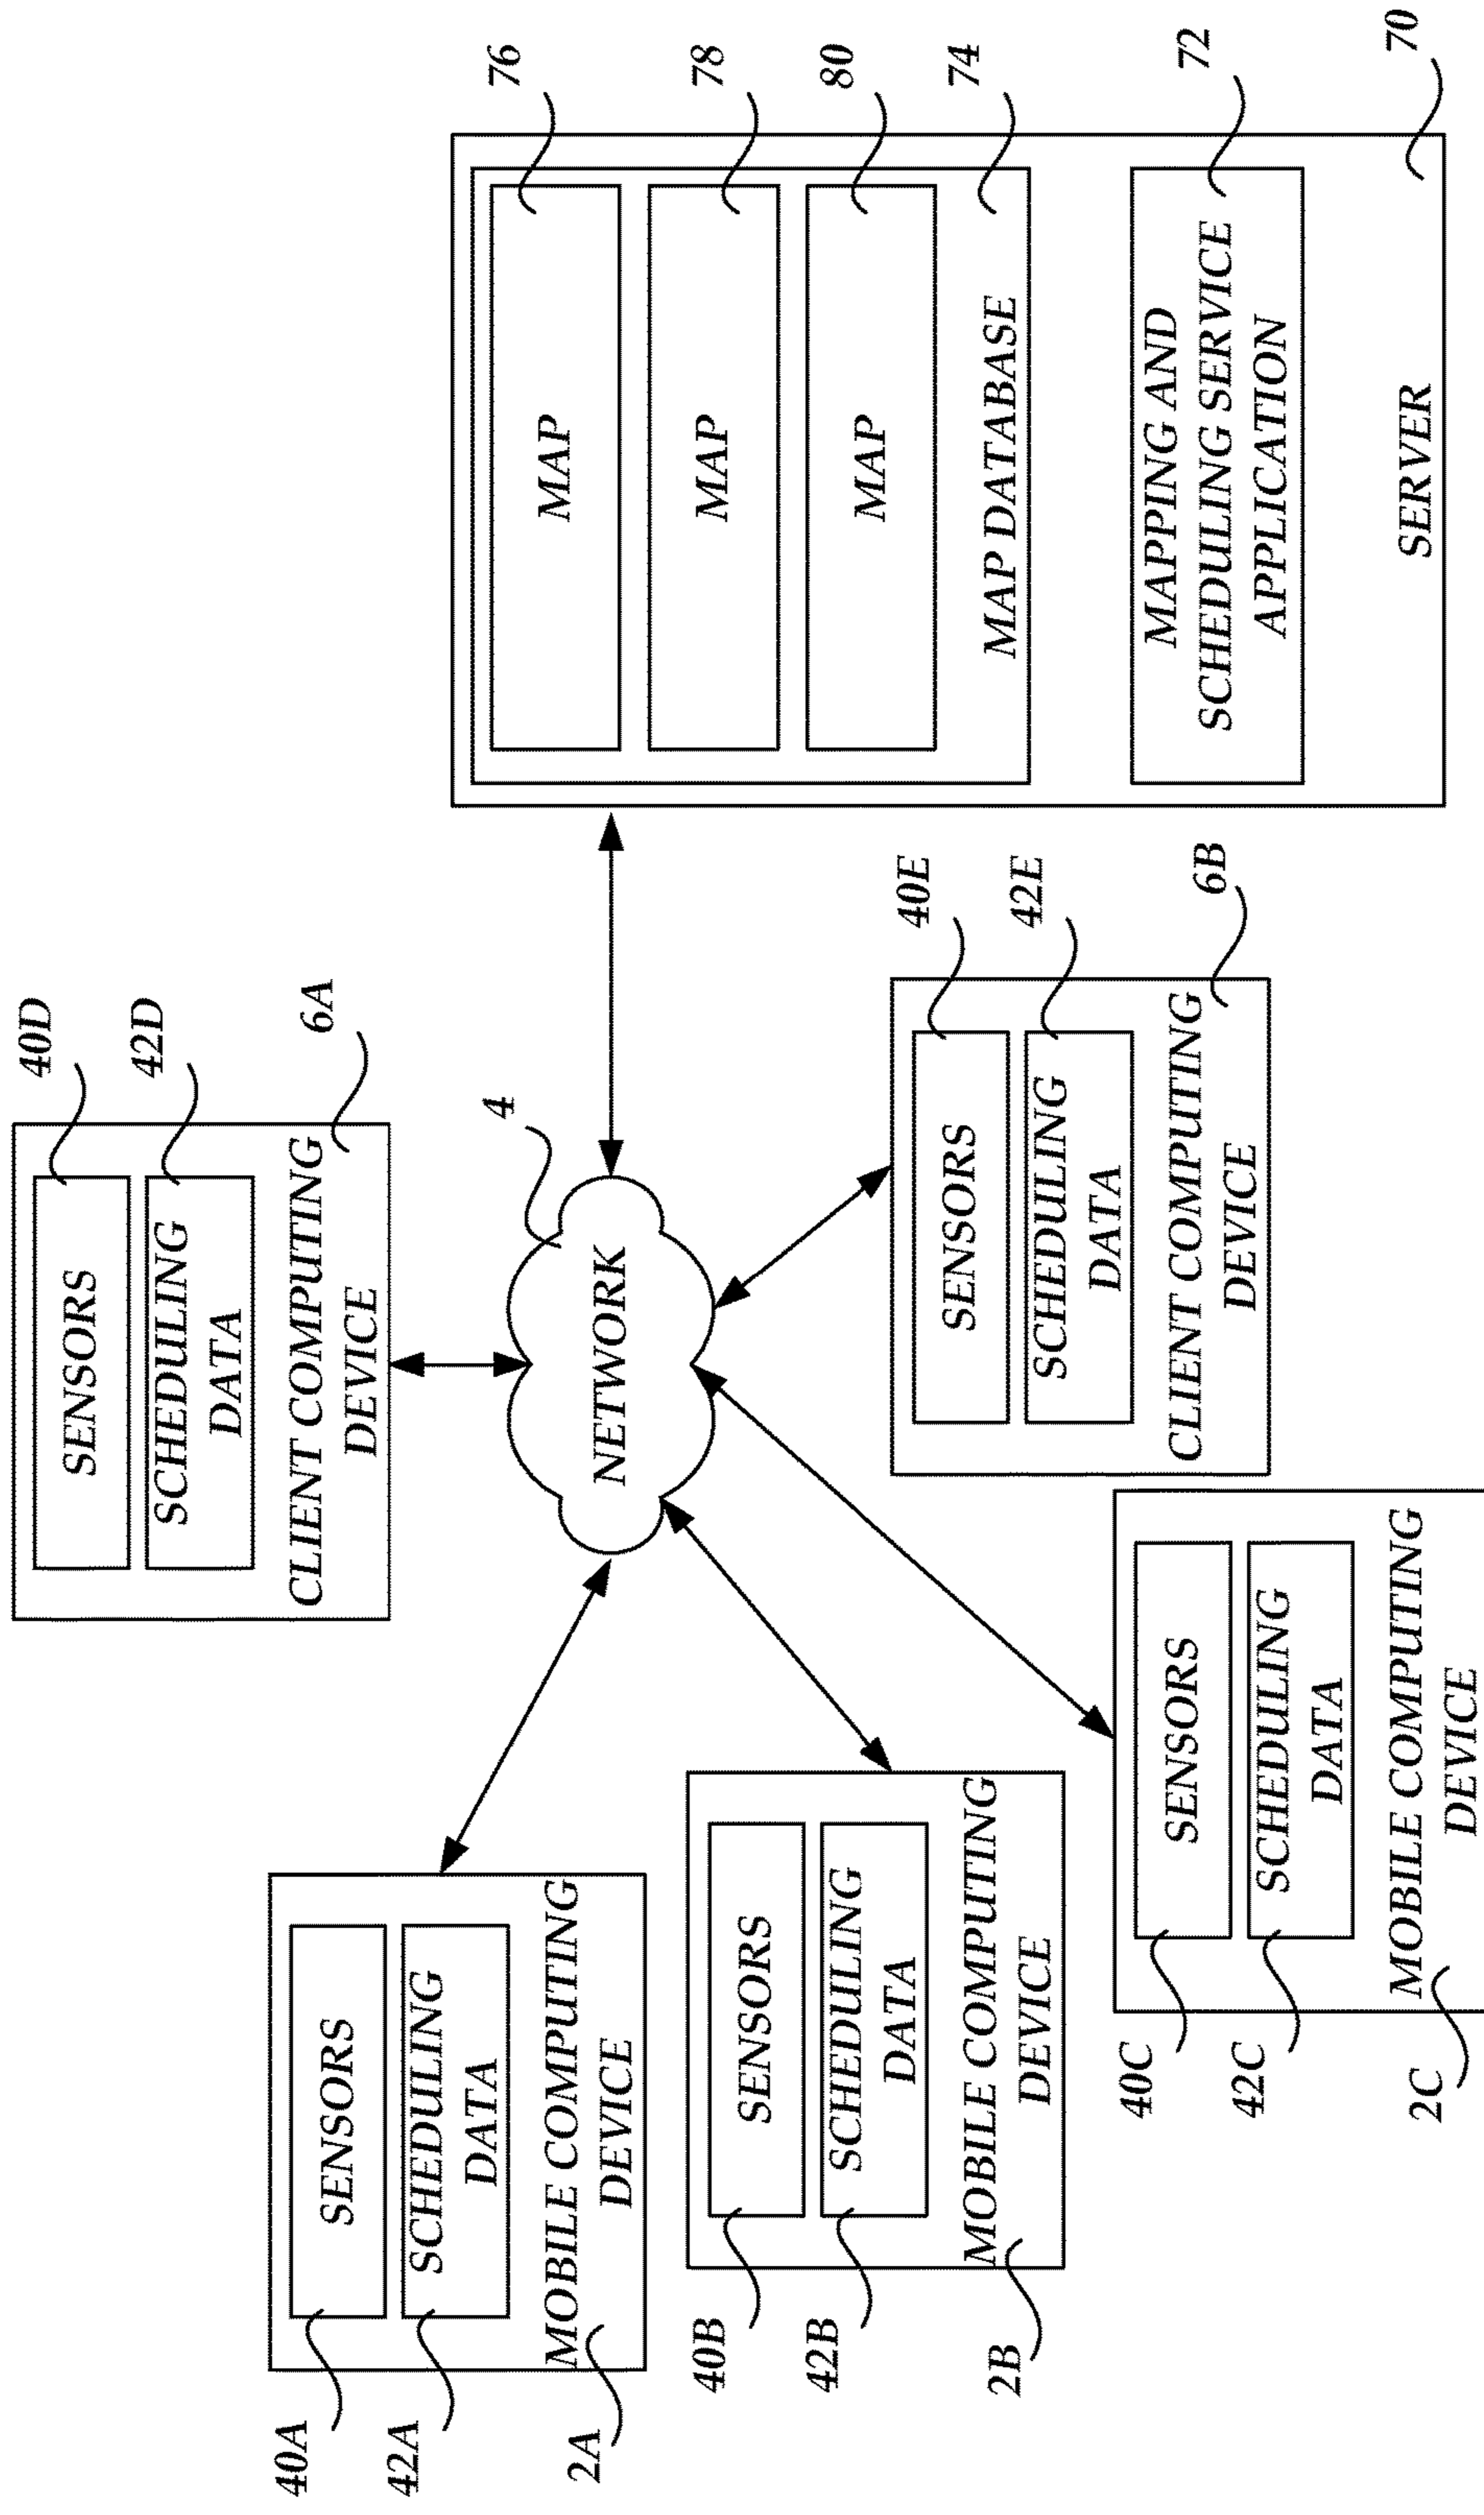 40D
SENSORS
42D
SCHEDULING
DATA
CLIENT COMPUTING
DEVICE
6A
SENSORS
40A
SCHEDULING
DATA
42A
MOBILE COMPUTING
DEVICE
2A
4
NETWORK
MAP
76
MAP
78
MAP
80
MAP DATABASE
74
MAPPING AND
SCHEDULING SERVICE
APPLICATION
72
SERVER
70
SENSORS
40B
SCHEDULING
DATA
42B
MOBILE COMPUTING
DEVICE
2B
SENSORS
40E
SCHEDULING
DATA
42E
CLIENT COMPUTING
DEVICE
6B
SENSORS
40C
SCHEDULING
DATA
42C
MOBILE COMPUTING
DEVICE
2C